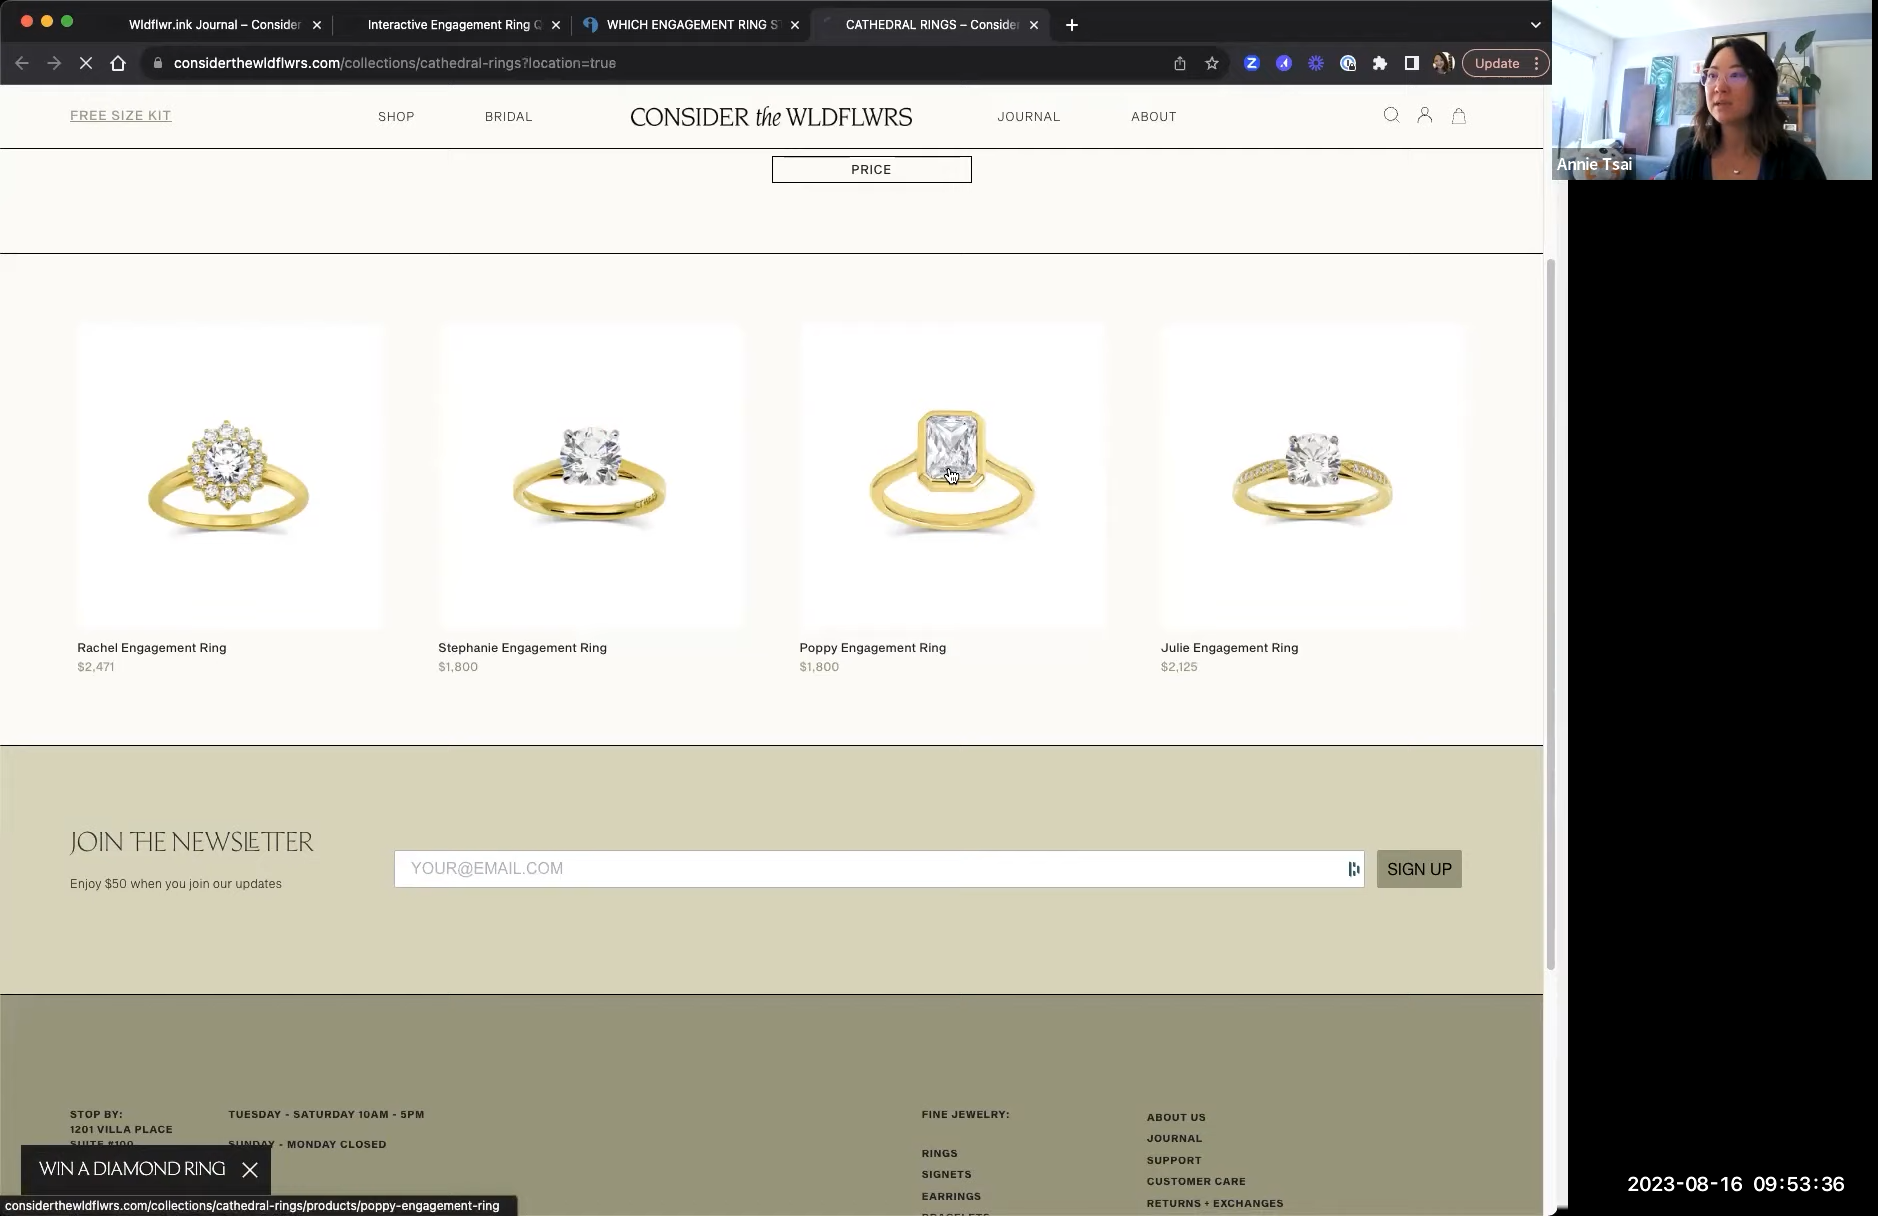 Wldflwr.ink Journal – Consider
Interactive Engagement Ring Q
WHICH ENGAGEMENT RING S
CATHEDRAL RINGS – Consider
considerthewldflwrs.com/collections/cathedral-rings?location=true
Update
FREE SIZE KIT
SHOP
BRIDAL
CONSIDER the WLDFLWRS
JOURNAL
ABOUT
Annie Tsai
PRICE
Rachel Engagement Ring
$2,471
Stephanie Engagement Ring
$1,800
Poppy Engagement Ring
$1,800
Julie Engagement Ring
$2,125
JOIN THE NEWSLETTER
Enjoy $50 when you join our updates
YOUR@EMAIL.COM
SIGN UP
STOP BY:
1201 VILLA PLACE
SUITE #100
TUESDAY - SATURDAY 10AM - 5PM
SUNDAY - MONDAY CLOSED
FINE JEWELRY:
RINGS
SIGNETS
EARRINGS
BRACELETS
ABOUT US
JOURNAL
SUPPORT
CUSTOMER CARE
RETURNS + EXCHANGES
WIN A DIAMOND RING
considerthewldflwrs.com/collections/cathedral-rings/products/poppy-engagement-ring
2023-08-16 09:53:36